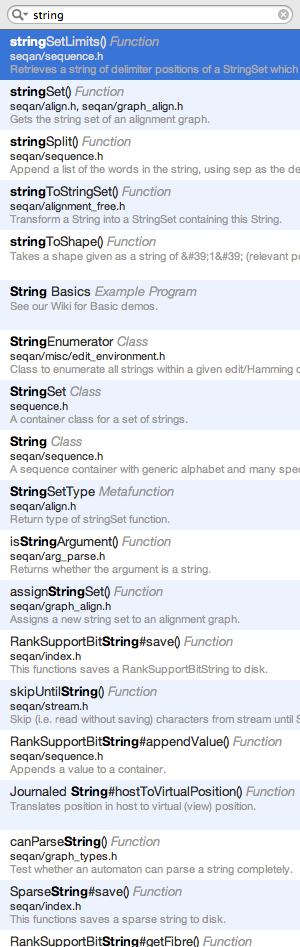 string
stringSetLimits() Function
seqan/sequence.h
Retrieves a string of delimiter positions of a StringSet which
stringSet() Function
seqan/align.h, seqan/graph_align.h
Gets the string set of an alignment graph.
stringSplit() Function
seqan/sequence.h
Append a list of the words in the string, using sep as the de
stringToStringSet() Function
seqan/alignment_free.h
Transform a String into a StringSet containing this String.
stringToShape() Function
Takes a shape given as a string of &#39;1&#39; (relevant po
String Basics Example Program
See our Wiki for Basic demos.
StringEnumerator Class
seqan/misc/edit_environment.h
Class to enumerate all strings within a given edit/Hamming d
StringSet Class
sequence.h
A container class for a set of strings.
String Class
seqan/sequence.h
A sequence container with generic alphabet and many spec
StringSetType Metafunction
seqan/align.h
Return type of stringSet function.
isStringArgument() Function
seqan/arg_parse.h
Returns whether the argument is a string.
assignStringSet() Function
seqan/graph_align.h
Assigns a new string set to an alignment graph.
RankSupportBitString#save() Function
seqan/index.h
This functions saves a RankSupportBitString to disk.
skipUntilString() Function
seqan/stream.h
Skip (i.e. read without saving) characters from stream until S
RankSupportBitString#appendValue() Function
seqan/sequence.h
Appends a value to a container.
Journaled String#hostToVirtualPosition() Function
Translates position in host to virtual (view) position.
canParseString() Function
seqan/graph_types.h
Test whether an automaton can parse a string completely.
SparseString#save() Function
seqan/index.h
This functions saves a sparse string to disk.
RankSupportBitString#getFibre() Function